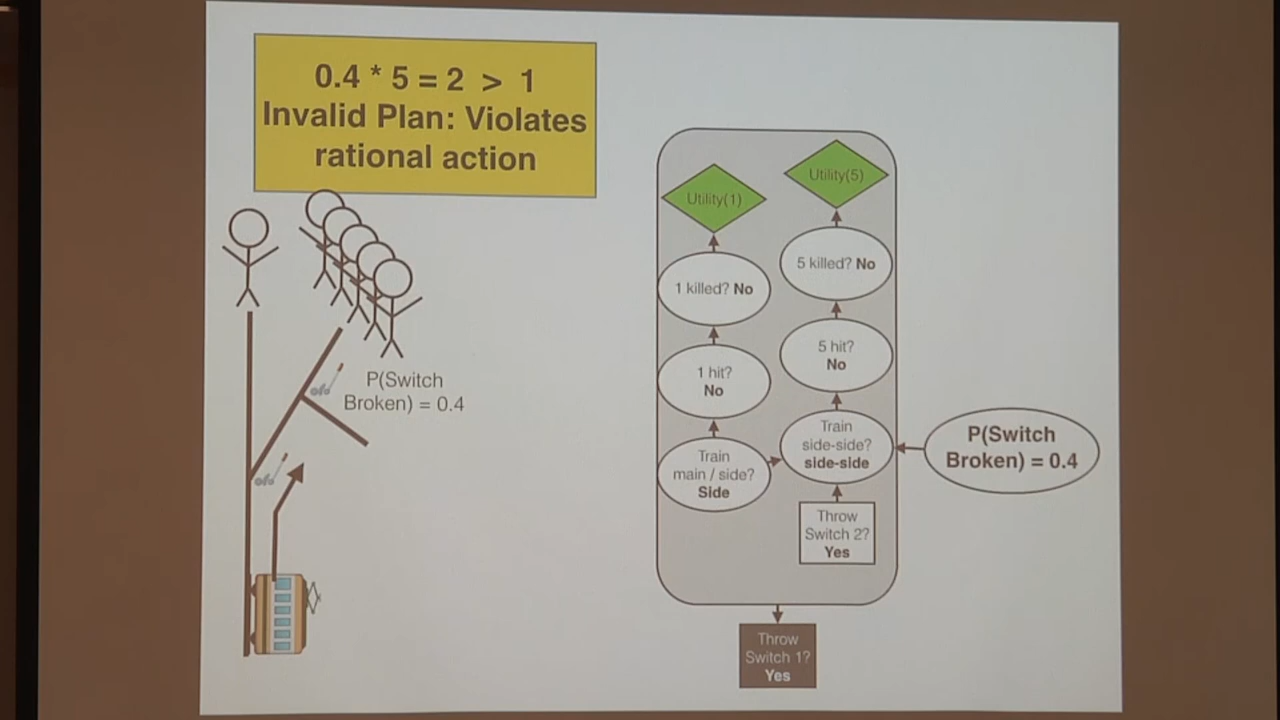 0.4 * 5 = 2 > 1
Invalid Plan: Violates
rational action
P(Switch
Broken) = 0.4
Utility(1)
1 killed? No
1 hit?
No
Train
main / side?
Side
Utility(5)
5 killed? No
5 hit?
No
Train
side-side?
side-side
Throw
Switch 2?
Yes
P(Switch
Broken) = 0.4
Throw
Switch 1?
Yes